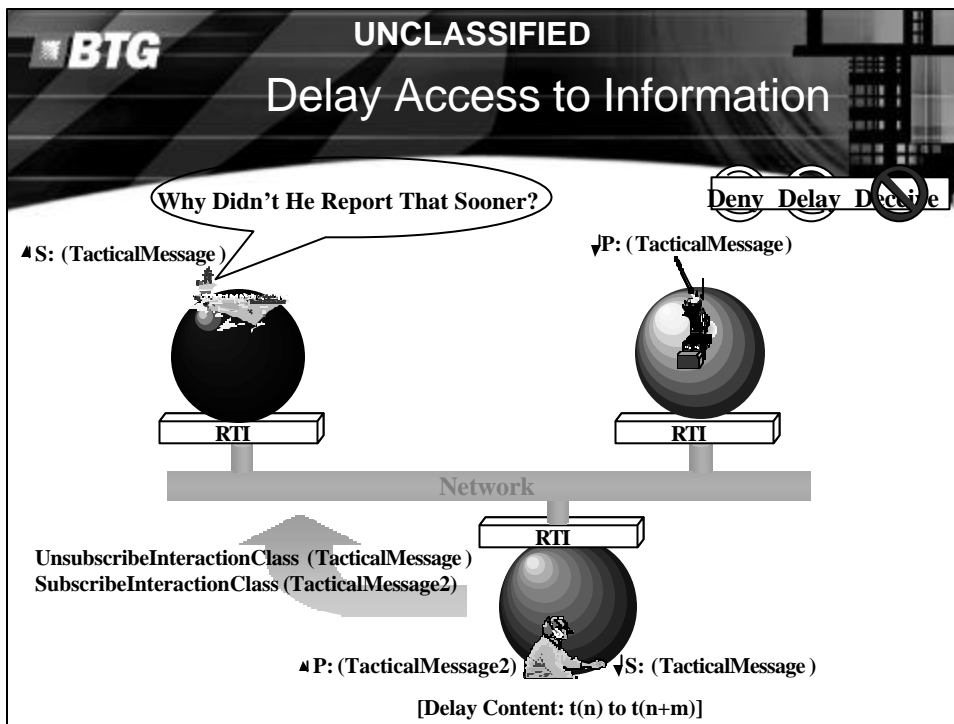 BTG
UNCLASSIFIED
Delay Access to Information
Why Didn't He Report That Sooner?
Deny Delay Deceive
S: (TacticalMessage)
P: (TacticalMessage)
RTI
RTI
Network
RTI
UnsubscribeInteractionClass (TacticalMessage)
SubscribeInteractionClass (TacticalMessage2)
P: (TacticalMessage2)
S: (TacticalMessage)
[Delay Content: t(n) to t(n+m)]